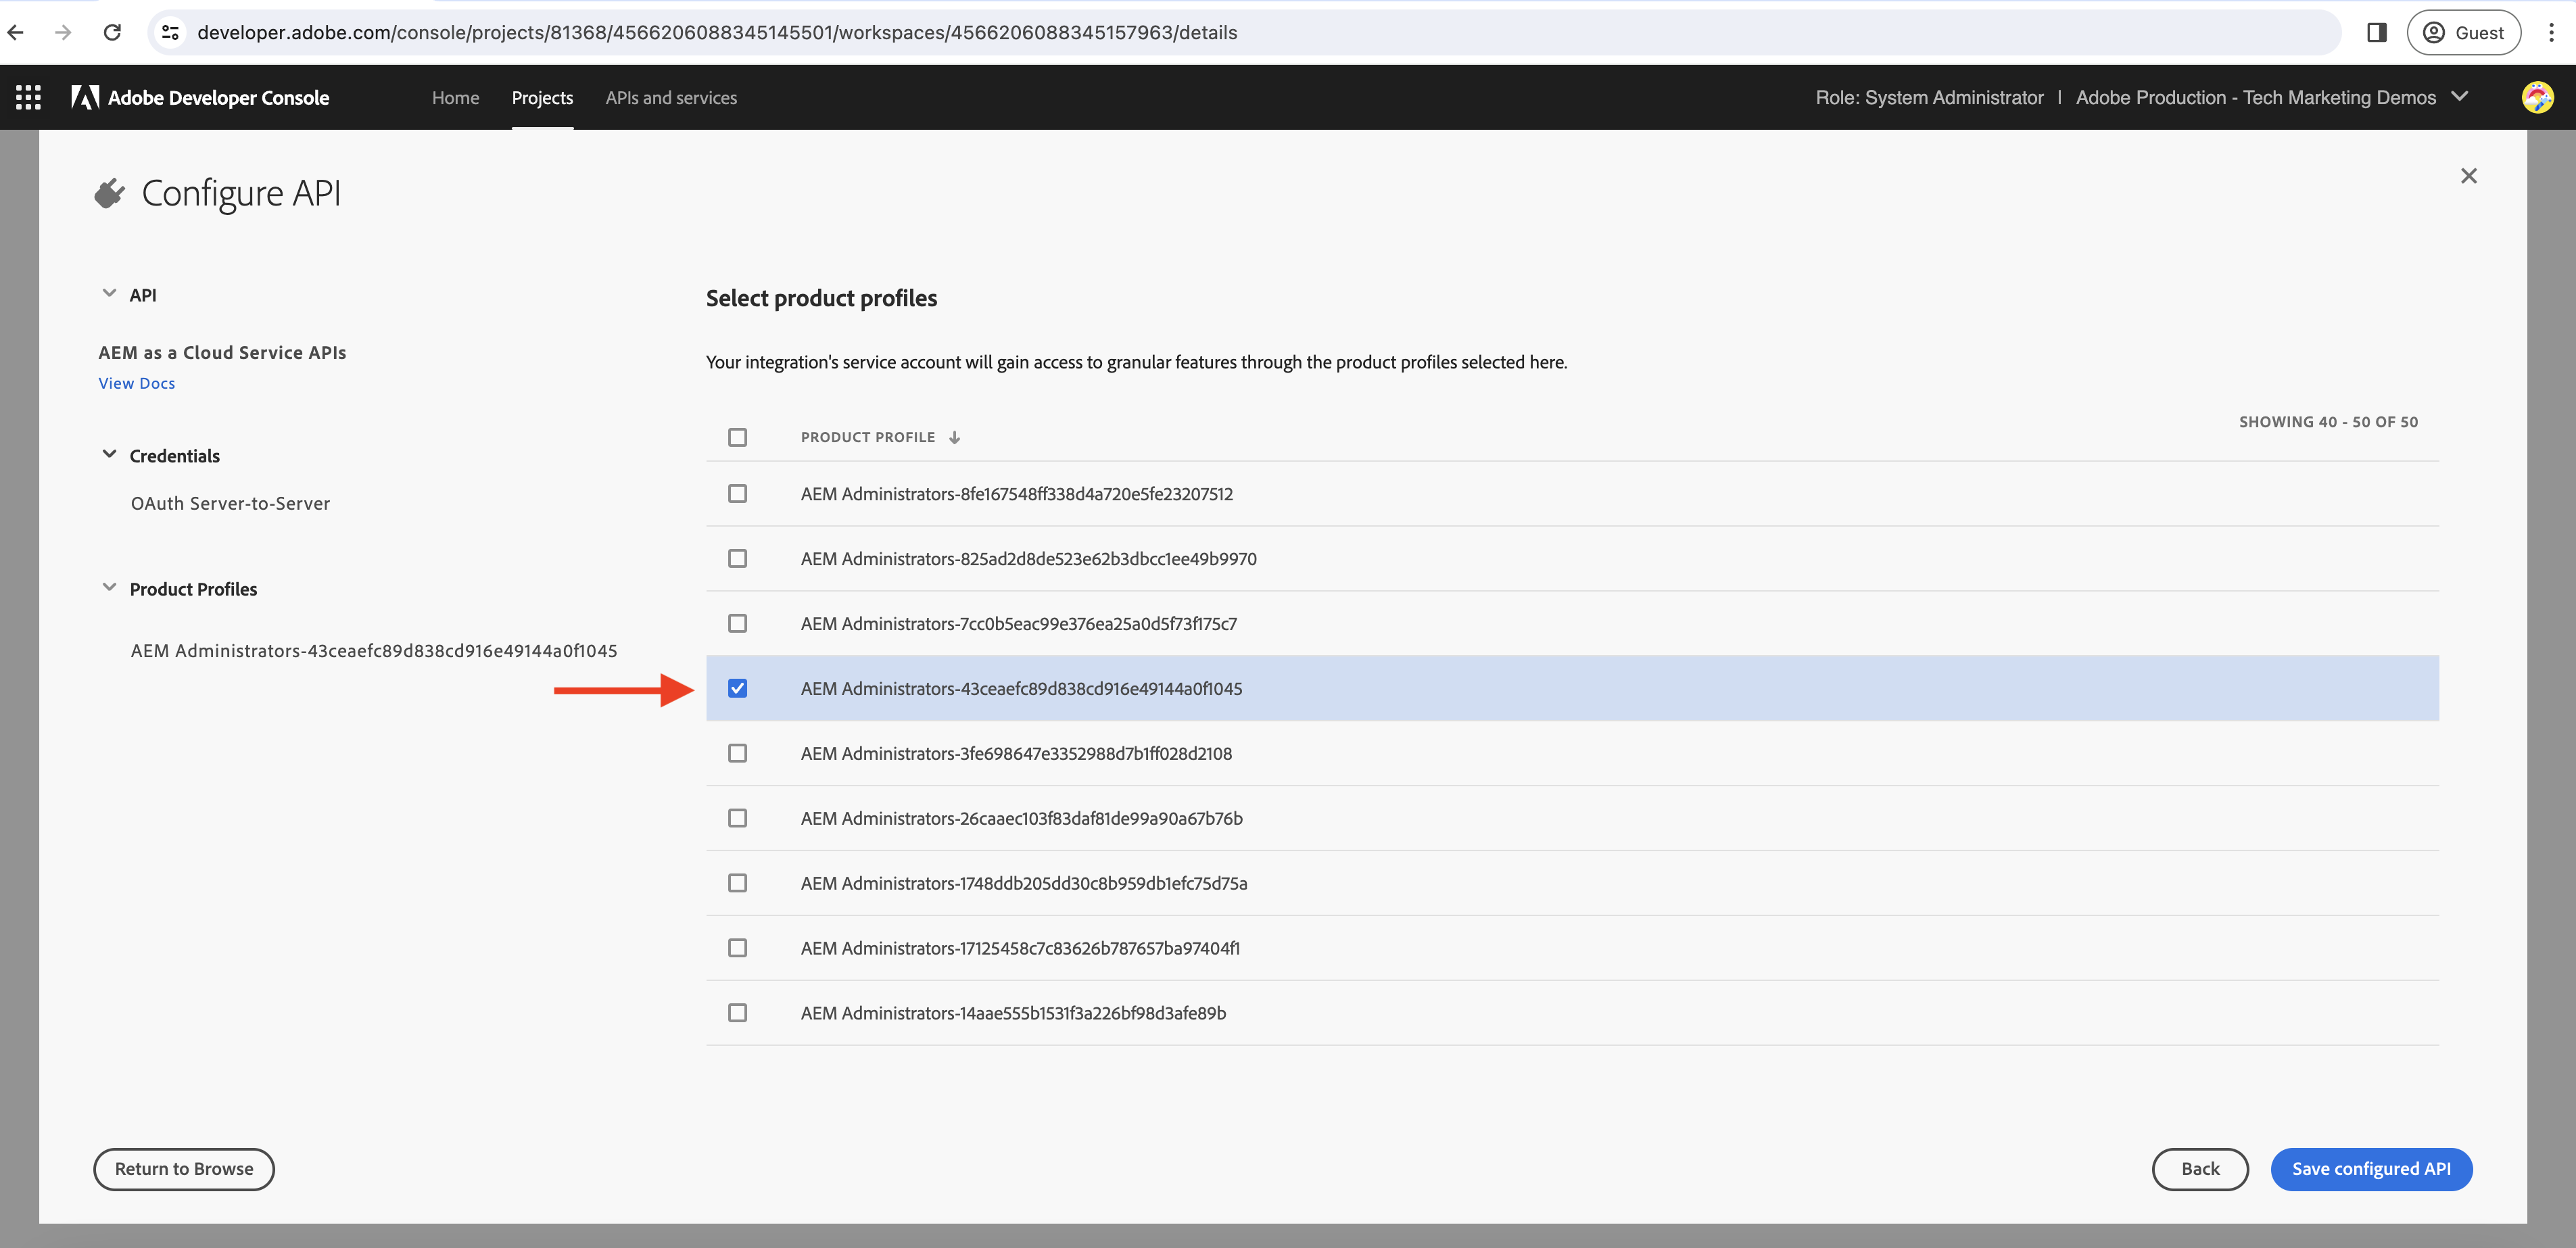 developer.adobe.com/console/projects/81368/4566206088345145501/workspaces/4566206088345157963/details
Guest
Adobe Developer Console
Home
Projects
APIs and services
Role: System Administrator | Adobe Production - Tech Marketing Demos
Configure API
API
AEM as a Cloud Service APIs
View Docs
Credentials
OAuth Server-to-Server
Product Profiles
AEM Administrators-43ceaefc89d838cd916e49144a0f1045
Select product profiles
Your integration's service account will gain access to granular features through the product profiles selected here.
SHOWING 40 - 50 OF 50
PRODUCT PROFILE
AEM Administrators-8fe167548ff338d4a720e5fe23207512
AEM Administrators-825ad2d8de523e62b3dbcc1ee49b9970
AEM Administrators-7cc0b5eac99e376ea25a0d5f73f175c7
AEM Administrators-43ceaefc89d838cd916e49144a0f1045
AEM Administrators-3fe698647e3352988d7b1ff028d2108
AEM Administrators-26caaec103f83daf81de99a90a67b76b
AEM Administrators-1748ddb205dd30c8b959db1efc75d75a
AEM Administrators-17125458c7c83626b787657ba97404f1
AEM Administrators-14aae555b1531f3a226bf98d3afe89b
Return to Browse
Back
Save configured API